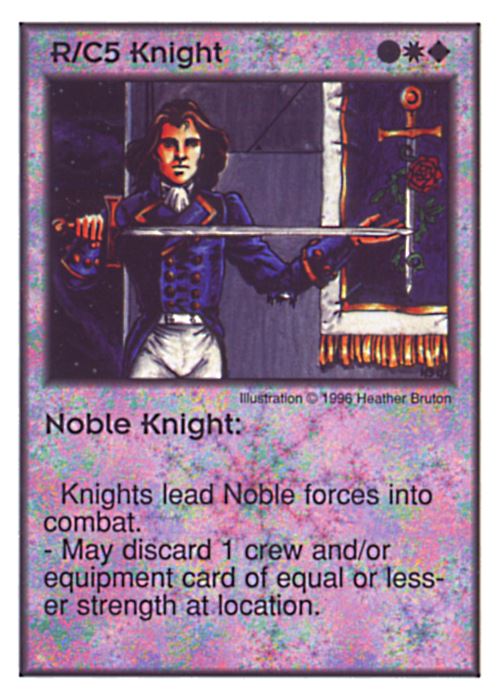 R/C5 Knight
Illustration © 1996 Heather Bruton
Noble Knight:
Knights lead Noble forces into
combat.
- May discard 1 crew and/or
equipment card of equal or less-
er strength at location.